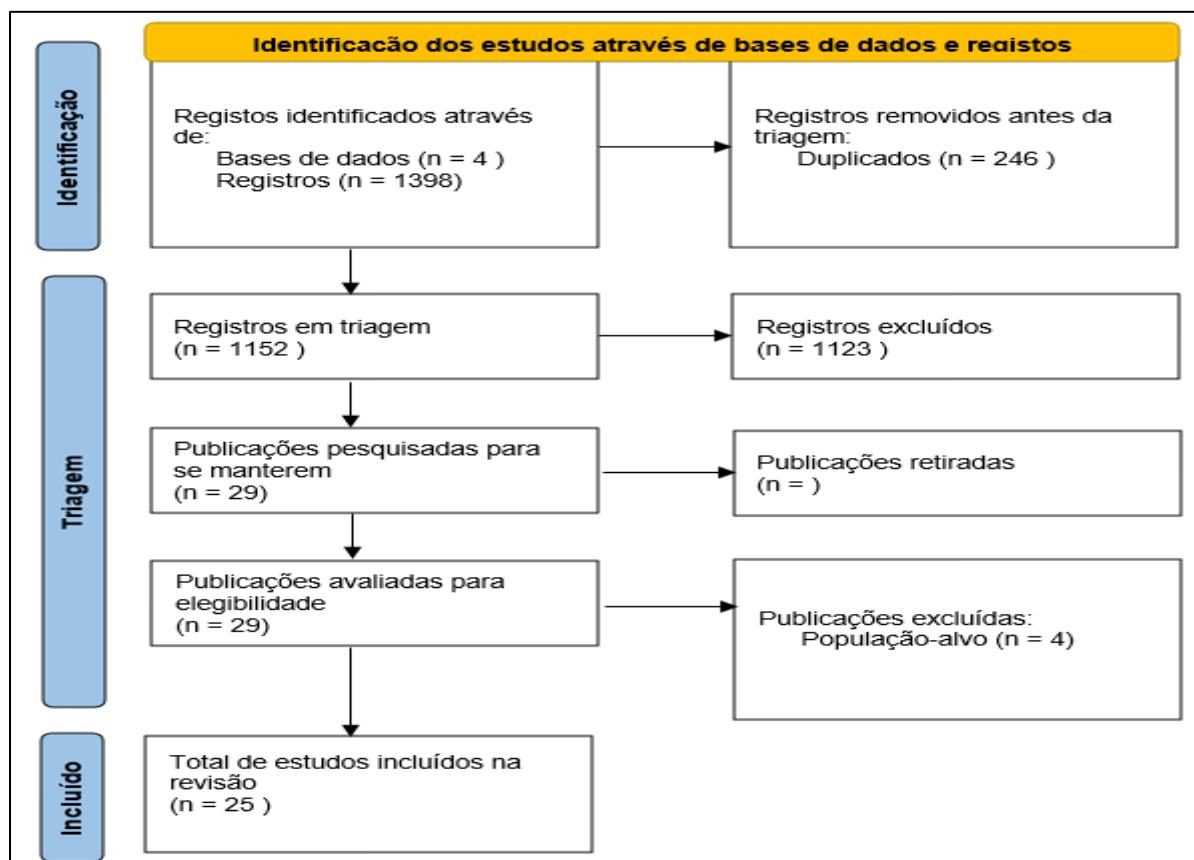 Identificação dos estudos através de bases de dados e registos
Identificação
Registos identificados através
de:
Bases de dados (n = 4 )
Registros (n = 1398)
Registros removidos antes da
triagem:
Duplicados (n = 246 )
Triagem
Registros em triagem
(n = 1152 )
Registros excluídos
(n = 1123 )
Publicações pesquisadas para
se manterem
(n = 29)
Publicações retiradas
(n = )
Publicações avaliadas para
elegibilidade
(n = 29)
Publicações excluídas:
População-alvo (n = 4)
Incluído
Total de estudos incluídos na
revisão
(n = 25 )